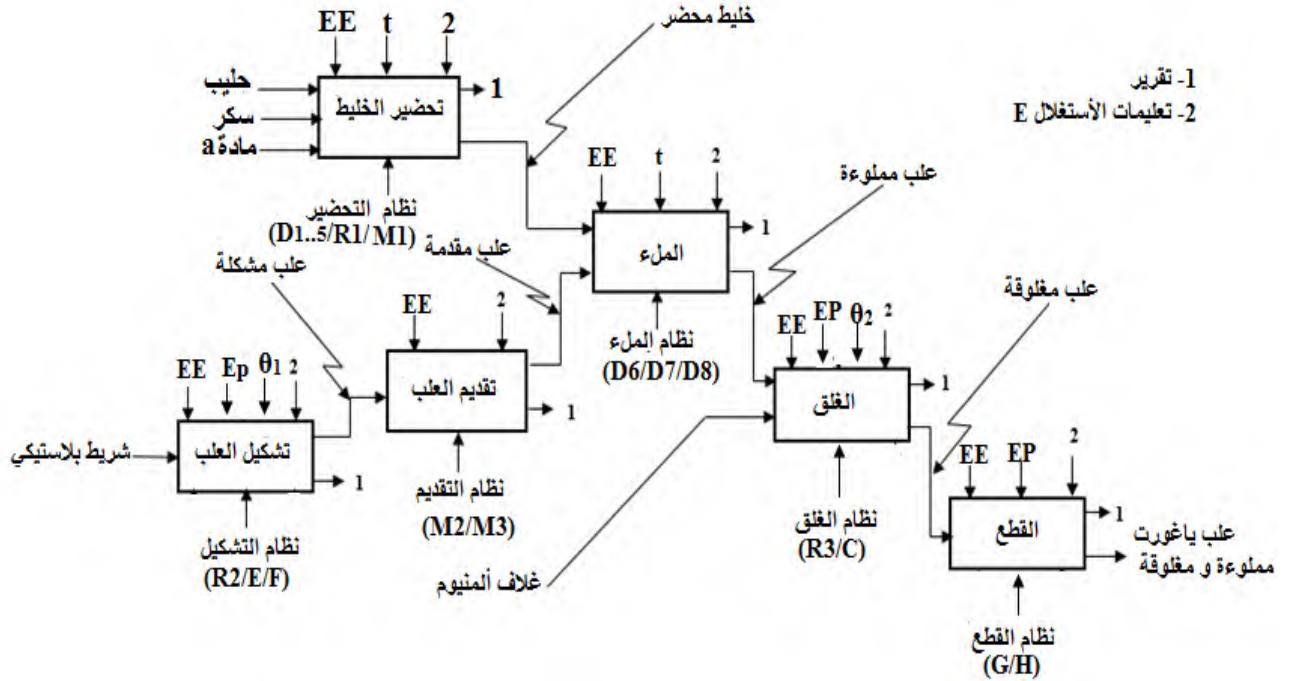 خليط محضر
EE t 2
حليب
سكر
مادة a
تحضير الخليط
1
1- تقرير
2- تعليمات الأستغلال E
نظام التحضير
(D1..5/R1/M1)
EE t 2
علب مملوءة
الملء
1
علب مقدمة
علب مشكلة
نظام الملء
(D6/D7/D8)
علب مغلوقة
EE 2
تقديم العلب
1
EE EP θ2 2
الغلق
1
EE Ep θ1 2
شريط بلاستيكي
تشكيل العلب
1
نظام التقديم
(M2/M3)
EE EP 2
القطع
1
علب ياغورت
مملوءة و مغلوقة
نظام التشكيل
(R2/E/F)
نظام الغلق
(R3/C)
غلاف ألمنيوم
نظام القطع
(G/H)